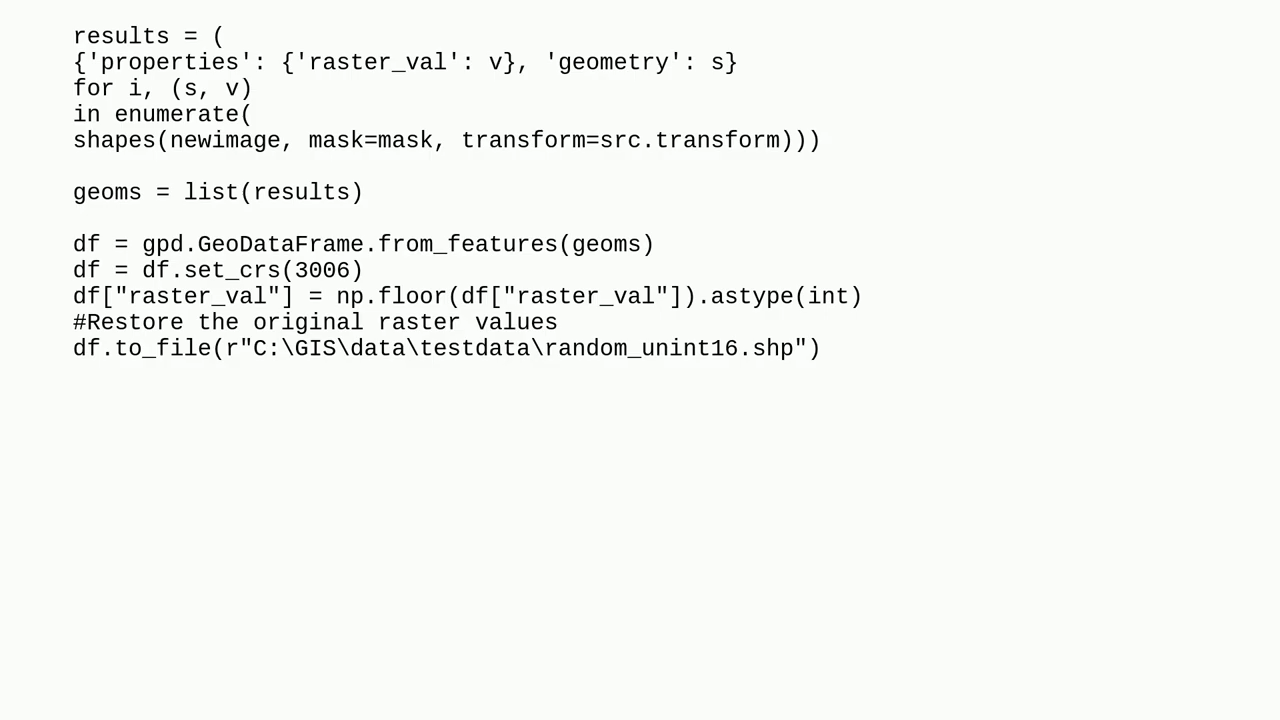 results = (
{'properties': {'raster_val': v}, 'geometry': s}
for i, (s, v)
in enumerate(
shapes(newimage, mask=mask, transform=src.transform)))
geoms = list(results)
df = gpd.GeoDataFrame.from_features(geoms)
df = df.set_crs(3006)
df["raster_val"] = np.floor(df["raster_val"]).astype(int)
#Restore the original raster values
df.to_file(r"C:\GIS\data\testdata\random_unint16.shp")